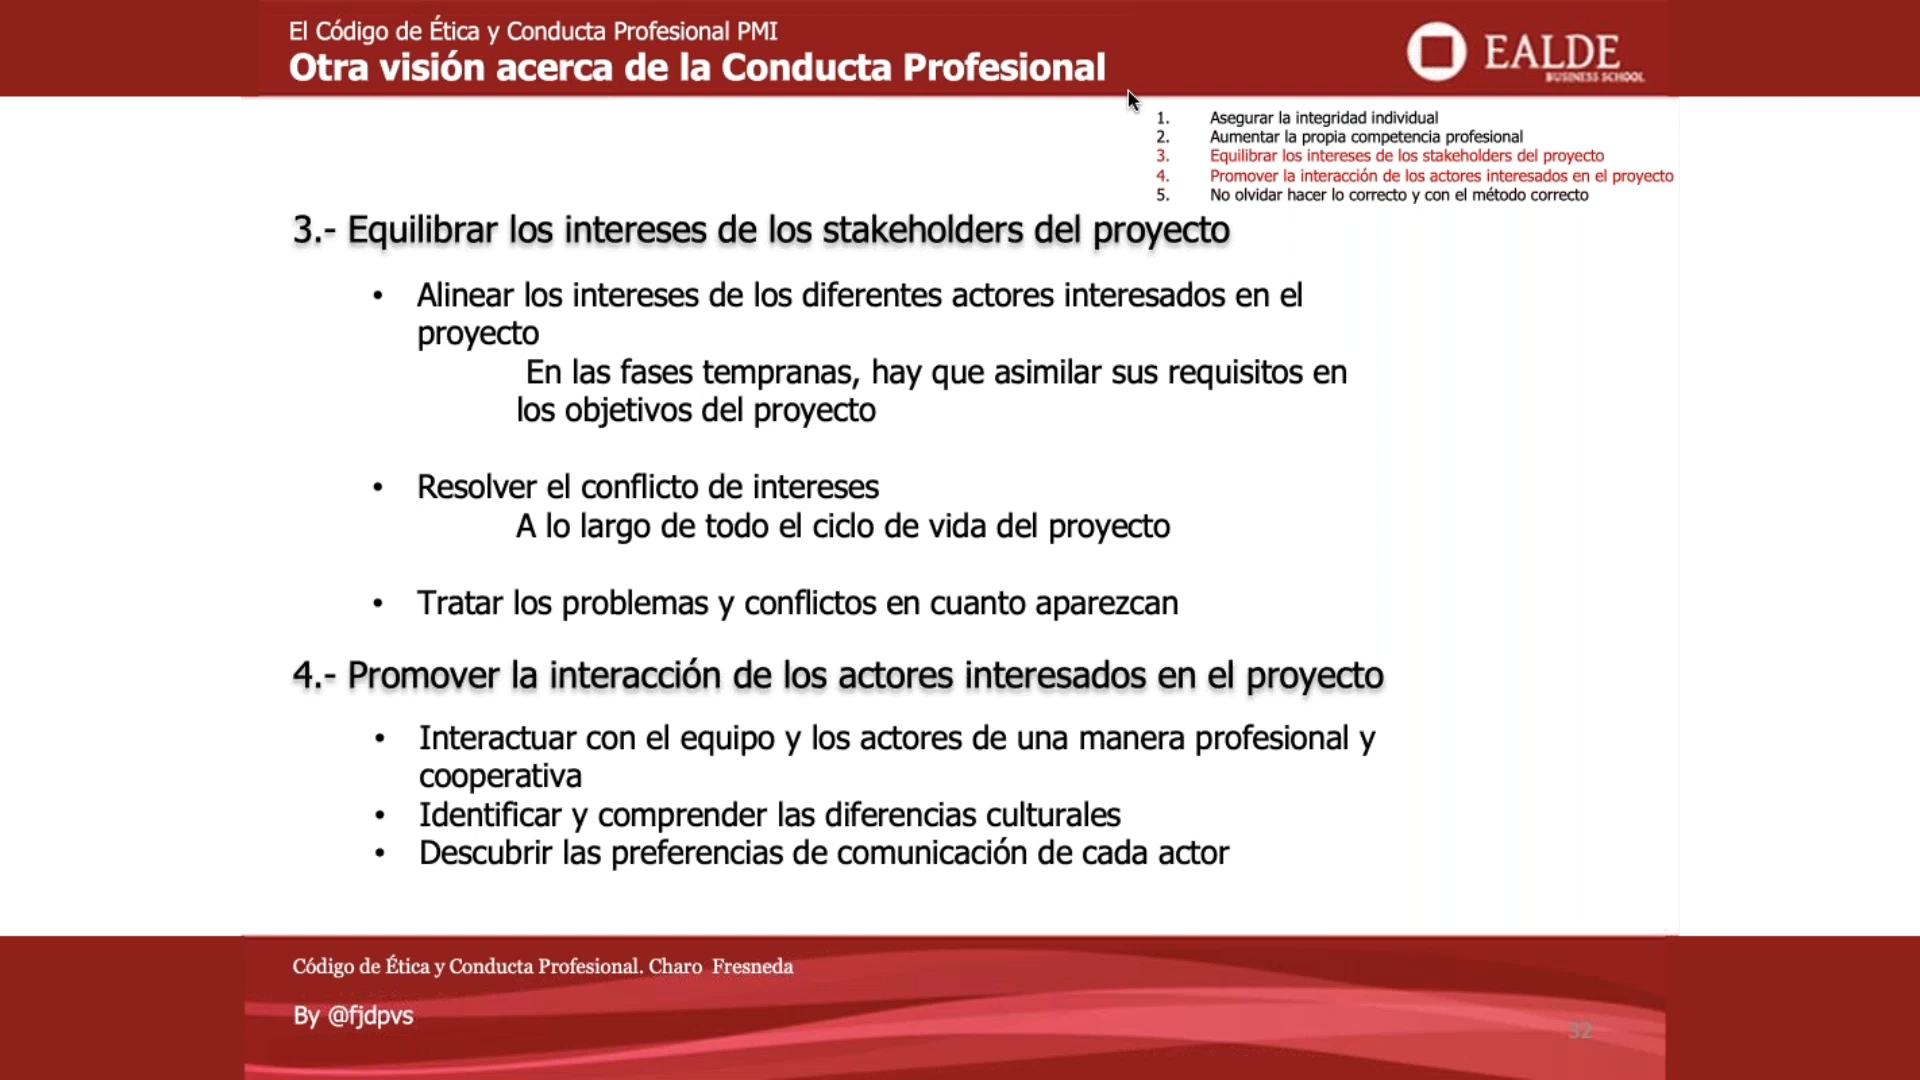 El Código de Ética y Conducta Profesional PMI
Otra visión acerca de la Conducta Profesional
EALDE
BUSINESS SCHOOL
1. Asegurar la integridad individual
2. Aumentar la propia competencia profesional
3. Equilibrar los intereses de los stakeholders del proyecto
4. Promover la interacción de los actores interesados en el proyecto
5. No olvidar hacer lo correcto y con el método correcto
3.- Equilibrar los intereses de los stakeholders del proyecto
• Alinear los intereses de los diferentes actores interesados en el
proyecto
En las fases tempranas, hay que asimilar sus requisitos en
los objetivos del proyecto
• Resolver el conflicto de intereses
A lo largo de todo el ciclo de vida del proyecto
• Tratar los problemas y conflictos en cuanto aparezcan
4.- Promover la interacción de los actores interesados en el proyecto
• Interactuar con el equipo y los actores de una manera profesional y
cooperativa
• Identificar y comprender las diferencias culturales
• Descubrir las preferencias de comunicación de cada actor
Código de Ética y Conducta Profesional. Charo Fresneda
By @fjdpvs
32